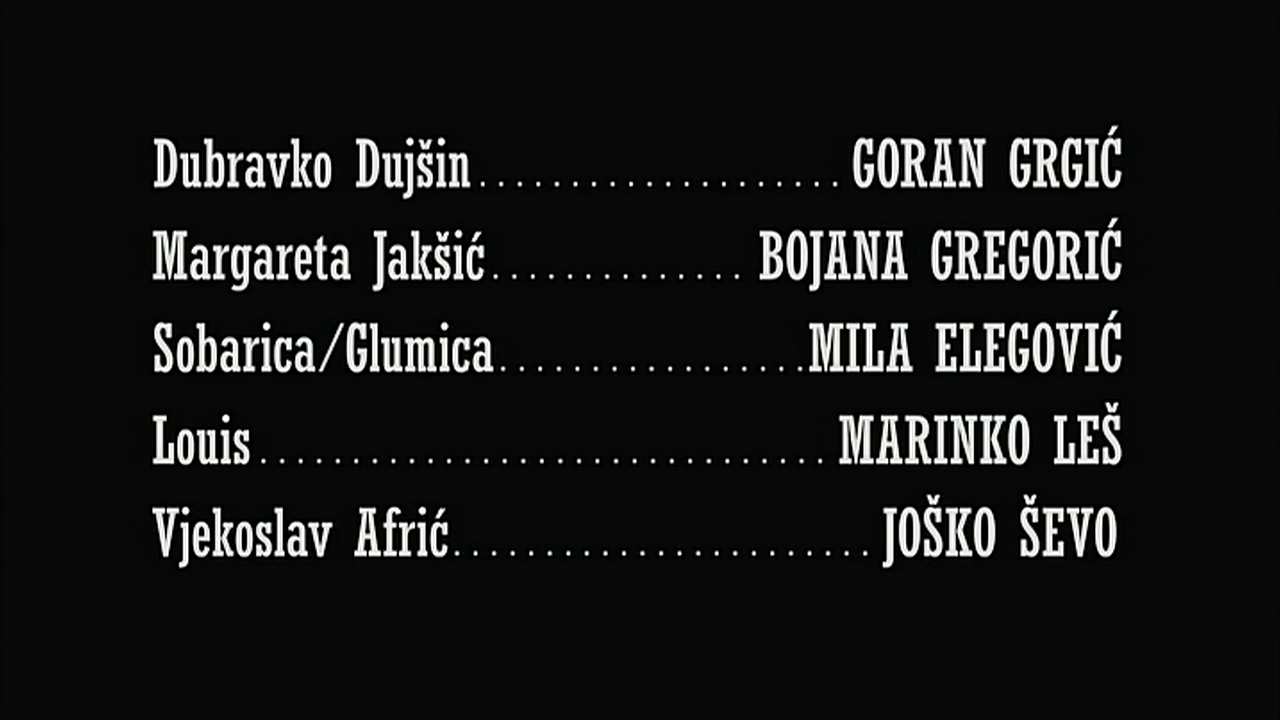 Dubravko Dujšin.................... GORAN GRGIĆ
Margareta Jakšić.............. BOJANA GREGORIĆ
Sobarica/Glumica.................MILA ELEGOVIĆ
Louis ............................... MARINKO LEŠ
Vjekoslav Afrić....................... JOŠKO ŠEVO